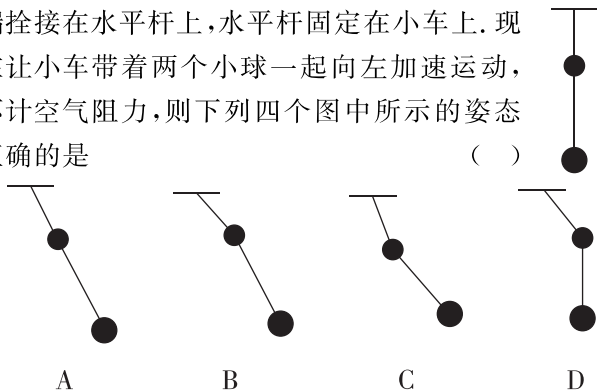 拴接在水平杆上,水平杆固定在小车上. 现
让小车带着两个小球一起向左加速运动,
计空气阻力,则下列四个图中所示的姿态
确的是 ( )
A B C D